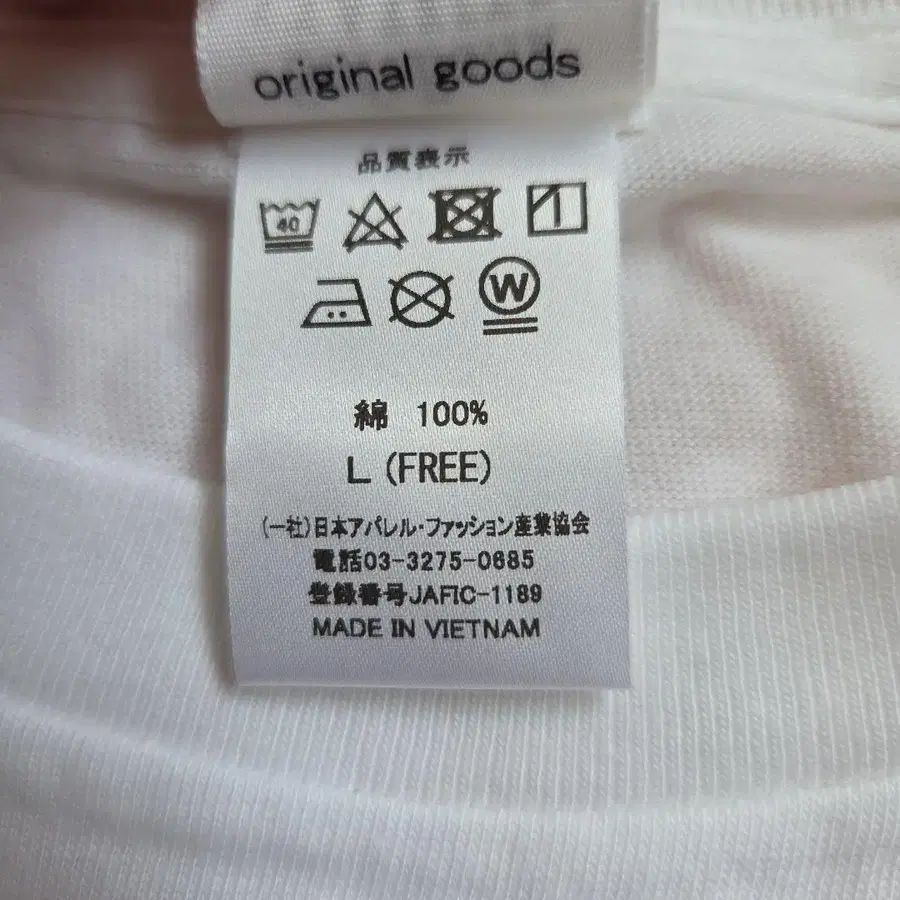 original goods
品質表示
40
W
綿 100%
L (FREE)
(一社)日本アパレル・ファッション産業協会
電話03-3275-0685
登録番号JAFIC-1189
MADE IN VIETNAM